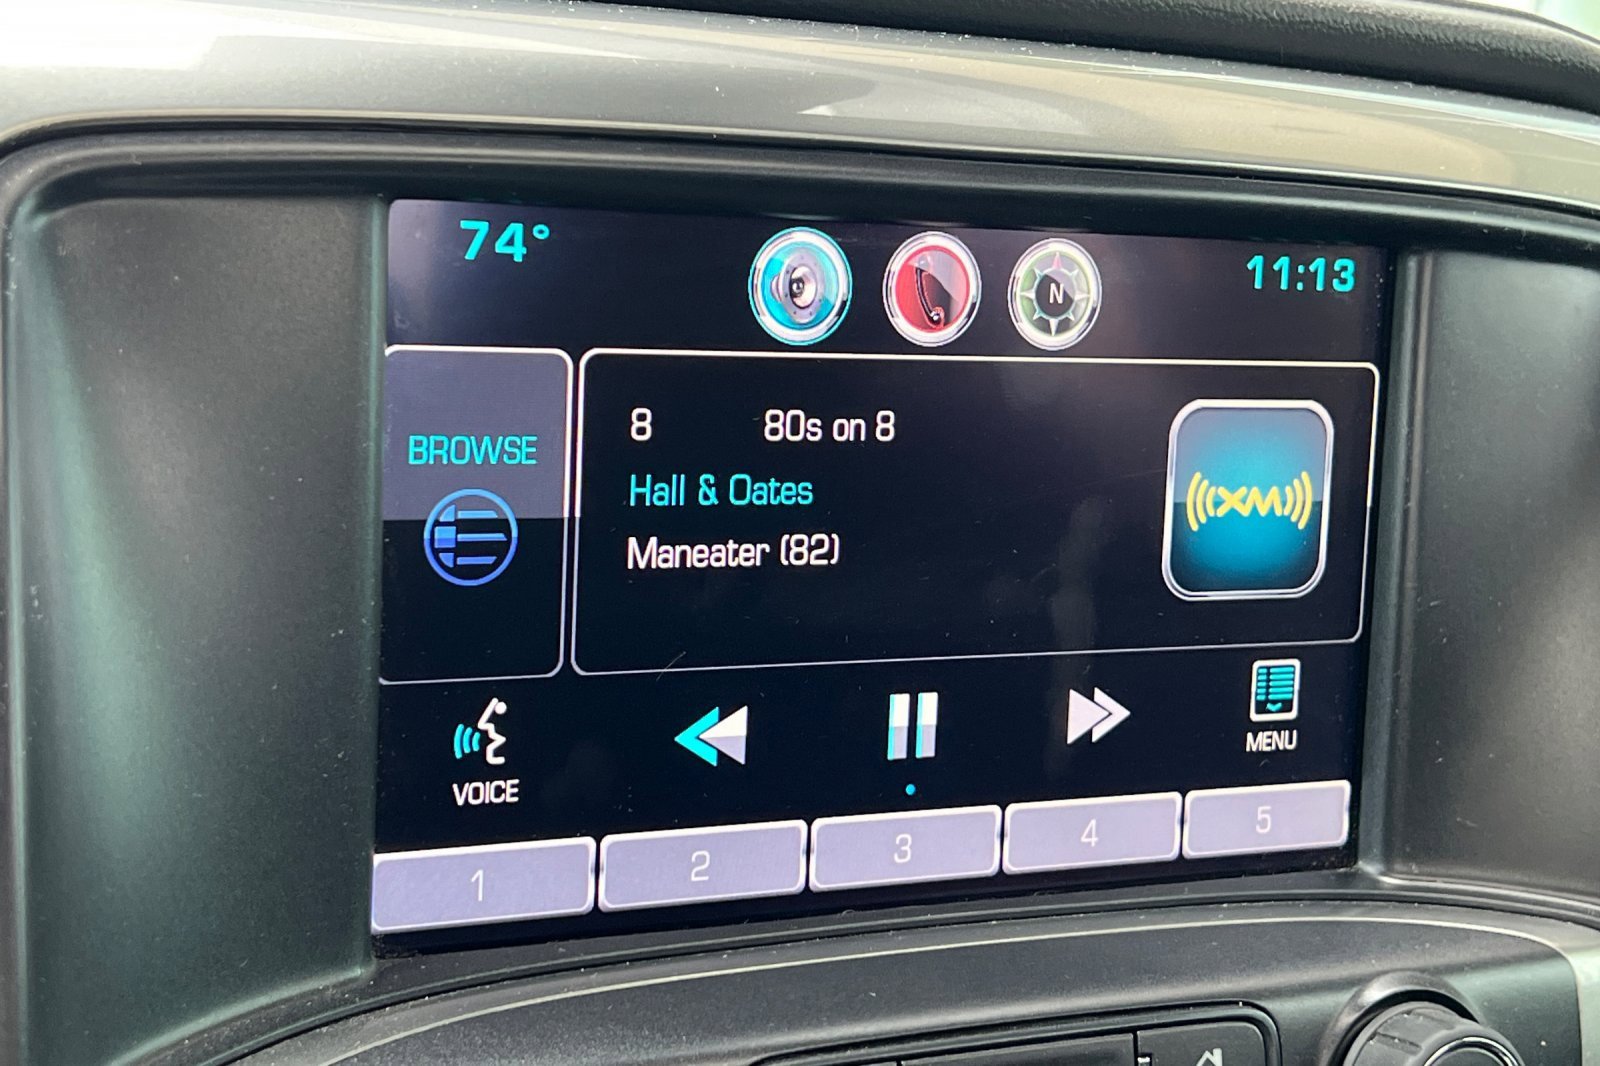 74°
N
11:13
BROWSE
8 80s on 8
Hall & Oates
Maneater (82)
XM
VOICE
MENU
1 2 3 4 5